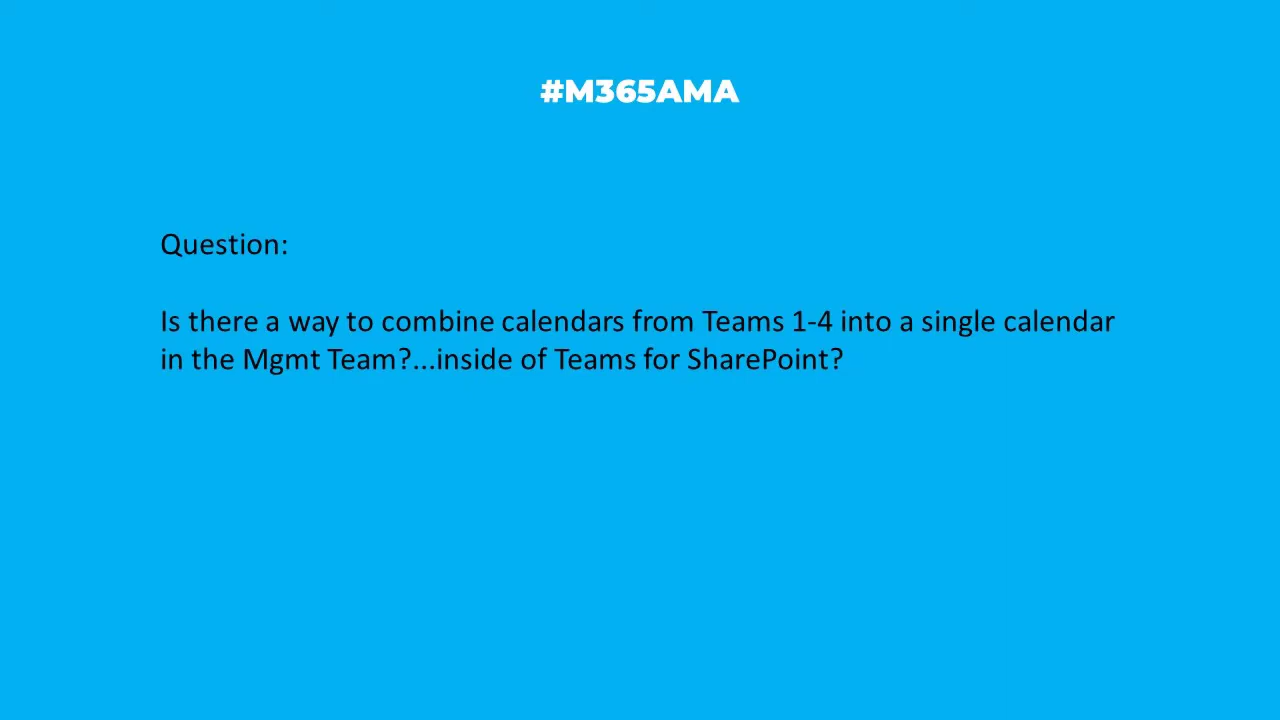 #M365AMA
Question:
Is there a way to combine calendars from Teams 1-4 into a single calendar
in the Mgmt Team?...inside of Teams for SharePoint?